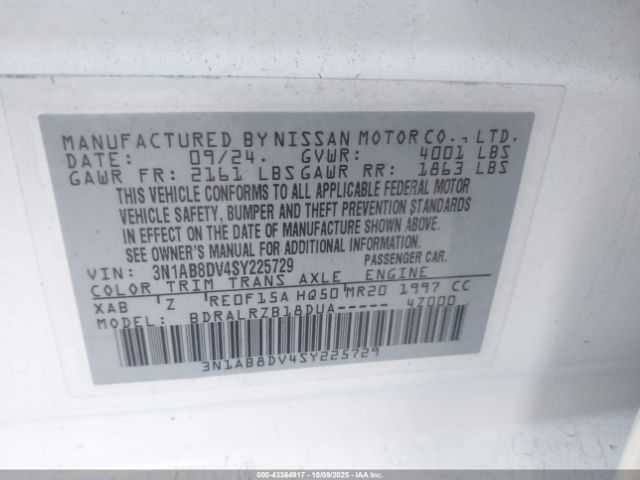 MANUFACTURED BY NISSAN MOTOR CO., LTD.
DATE: 09/24. GVWR: 4001 LBS
GAWR FR: 2161 LBS GAWR RR: 1863 LBS
THIS VEHICLE CONFORMS TO ALL APPLICABLE FEDERAL MOTOR
VEHICLE SAFETY, BUMPER AND THEFT PREVENTION STANDARDS
IN EFFECT ON THE DATE OF MANUFACTURE SHOWN ABOVE.
SEE OWNER'S MANUAL FOR ADDITIONAL INFORMATION.
VIN: 3N1AB8DV4SY225729 PASSENGER CAR.
COLOR TRIM TRANS AXLE ENGINE
XAB Z RE0F15A HQ50 MR20 1997 CC
MODEL: BDRALRZB18DUA----- 47000
3N1AB8DV4SY225729
000-43364917 - 10/09/2025 - IAA Inc.